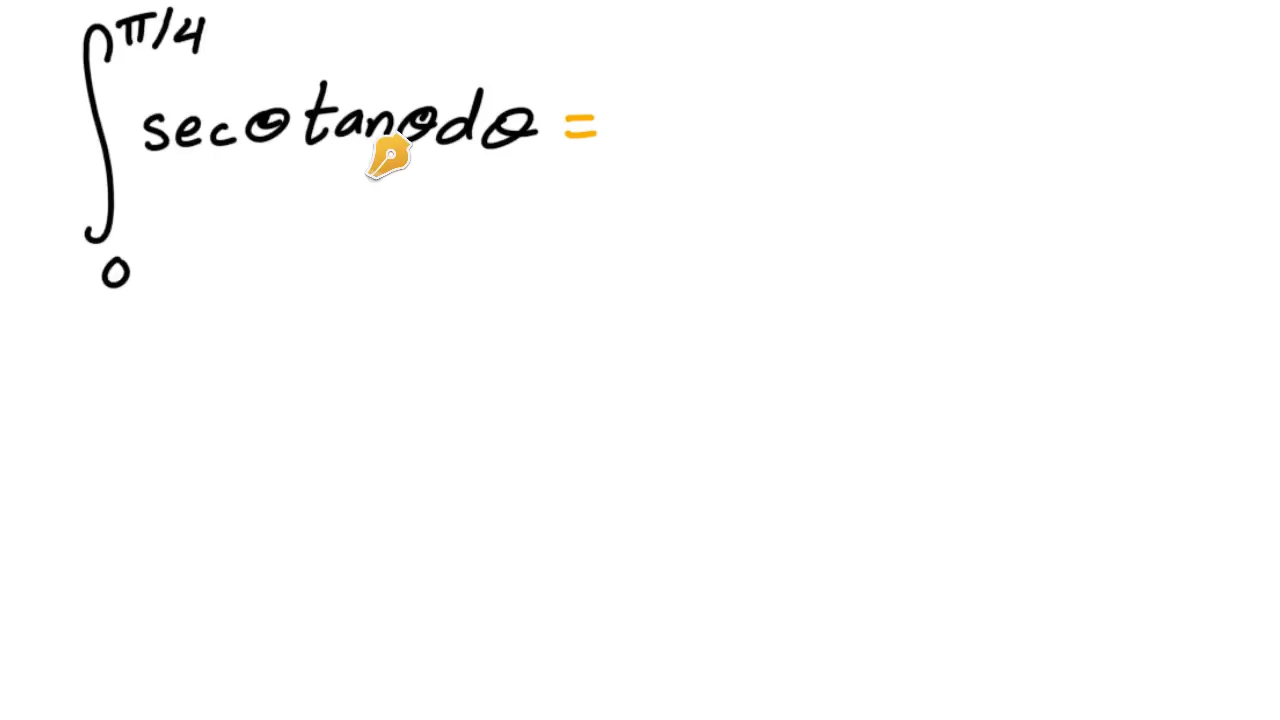 ∫₀^π/4 secθ tanθ dθ =